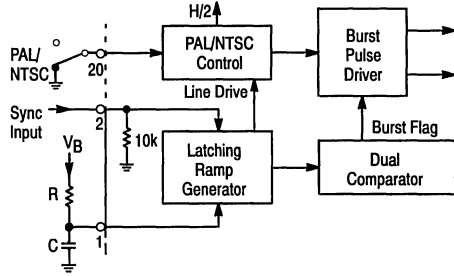 H/2
PAL/
NTSC
20
PAL/NTSC
Control
Burst
Pulse
Driver
Line Drive
Sync
Input
2
10k
Burst Flag
VB
Latching
Ramp
Generator
Dual
Comparator
R
C
1